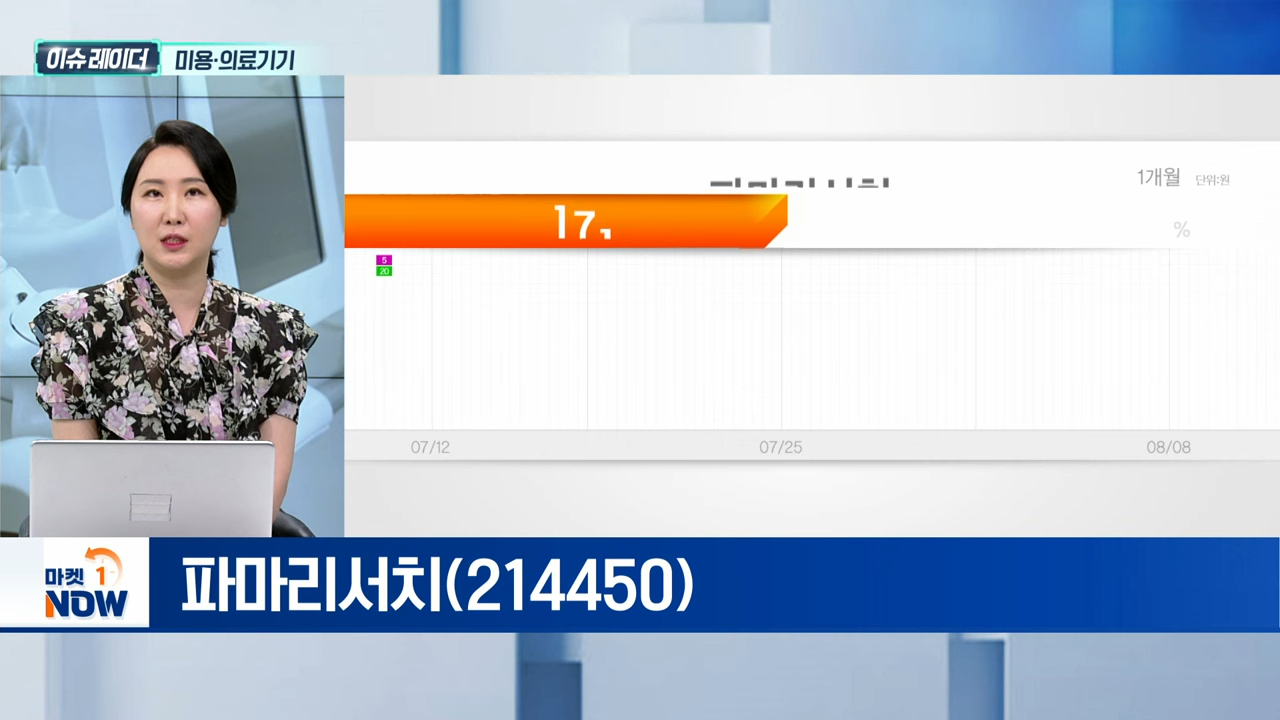 이슈 레이더 미용·의료기기
1개월 단위:원
17,
%
5
20
07/12 07/25 08/08
마켓 1
NOW
파마리서치(214450)